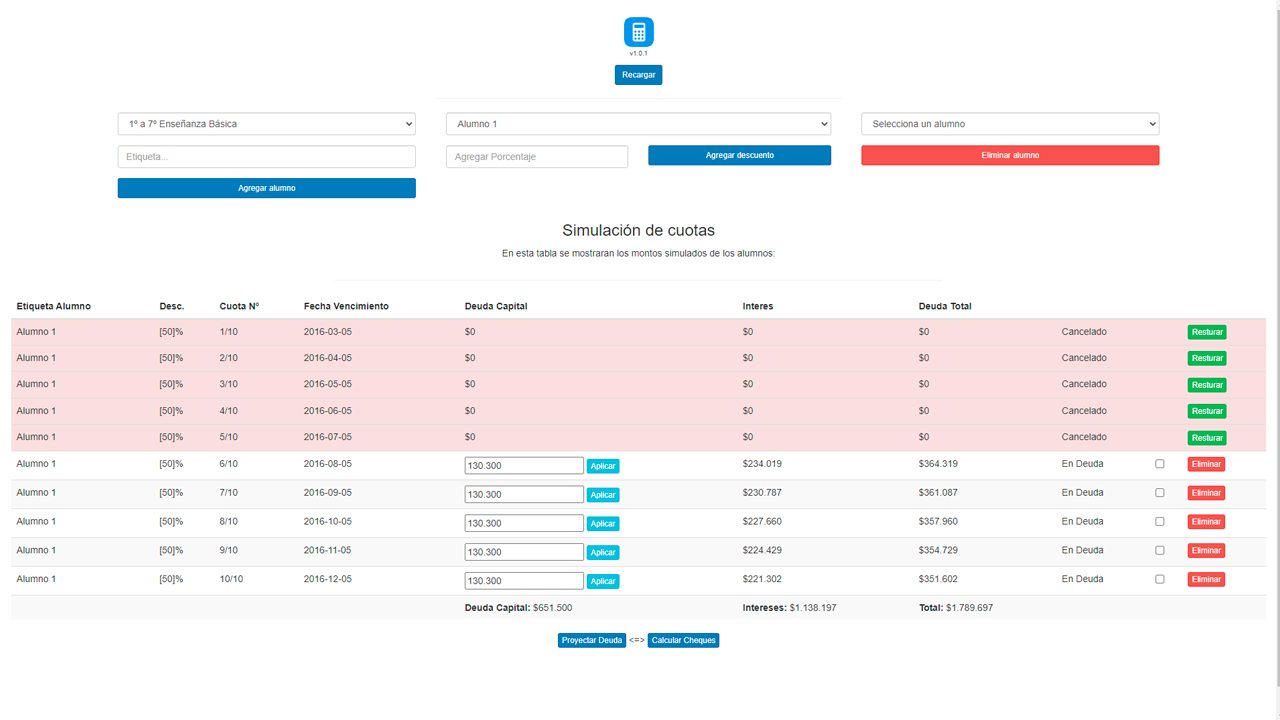 v1.0.1
Recargar
1º a 7º Enseñanza Básica Alumno 1 Selecciona un alumno
Etiqueta... Agregar Porcentaje Agregar descuento Eliminar alumno
Agregar alumno
Simulación de cuotas
En esta tabla se mostraran los montos simulados de los alumnos:
Etiqueta Alumno Desc. Cuota Nº Fecha Vencimiento Deuda Capital Interes Deuda Total
Alumno 1 [50]% 1/10 2016-03-05 $0 $0 $0 Cancelado Resturar
Alumno 1 [50]% 2/10 2016-04-05 $0 $0 $0 Cancelado Resturar
Alumno 1 [50]% 3/10 2016-05-05 $0 $0 $0 Cancelado Resturar
Alumno 1 [50]% 4/10 2016-06-05 $0 $0 $0 Cancelado Resturar
Alumno 1 [50]% 5/10 2016-07-05 $0 $0 $0 Cancelado Resturar
Alumno 1 [50]% 6/10 2016-08-05 130.300 Aplicar $234.019 $364.319 En Deuda Eliminar
Alumno 1 [50]% 7/10 2016-09-05 130.300 Aplicar $230.787 $361.087 En Deuda Eliminar
Alumno 1 [50]% 8/10 2016-10-05 130.300 Aplicar $227.660 $357.960 En Deuda Eliminar
Alumno 1 [50]% 9/10 2016-11-05 130.300 Aplicar $224.429 $354.729 En Deuda Eliminar
Alumno 1 [50]% 10/10 2016-12-05 130.300 Aplicar $221.302 $351.602 En Deuda Eliminar
Deuda Capital: $651.500 Intereses: $1.138.197 Total: $1.789.697
Proyectar Deuda <=> Calcular Cheques